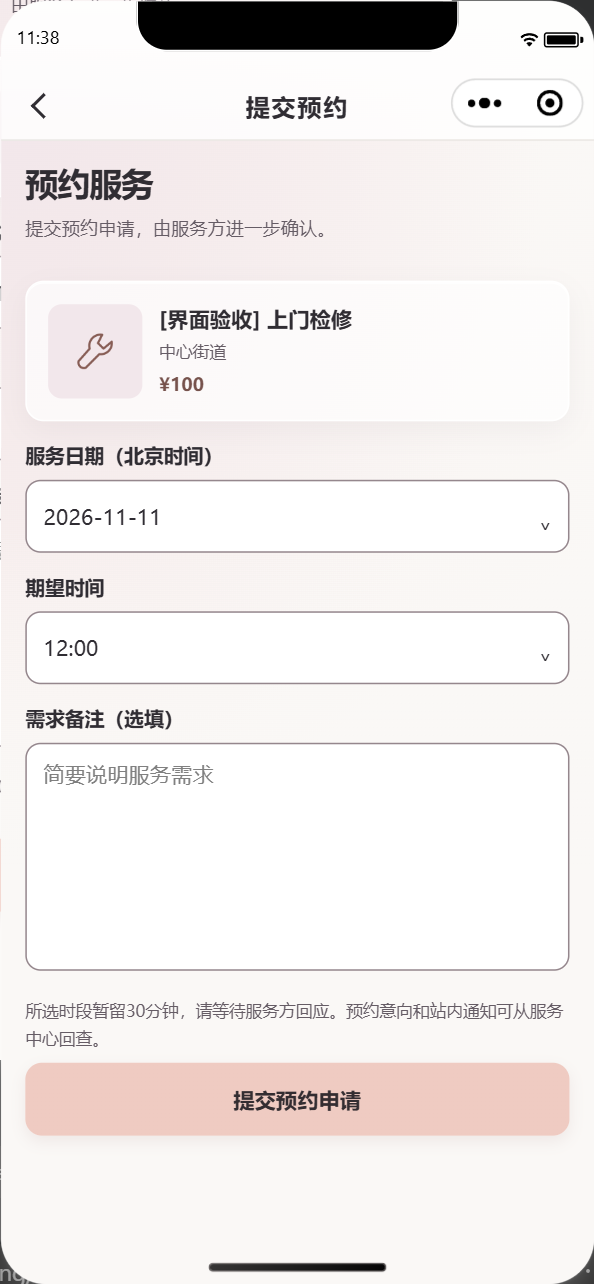 11:38
提交预约
预约服务
提交预约申请，由服务方进一步确认。
[界面验收] 上门检修
中心街道
¥100
服务日期（北京时间）
2026-11-11
期望时间
12:00
需求备注（选填）
简要说明服务需求
所选时段暂留30分钟，请等待服务方回应。预约意向和站内通知可从服务
中心回查。
提交预约申请